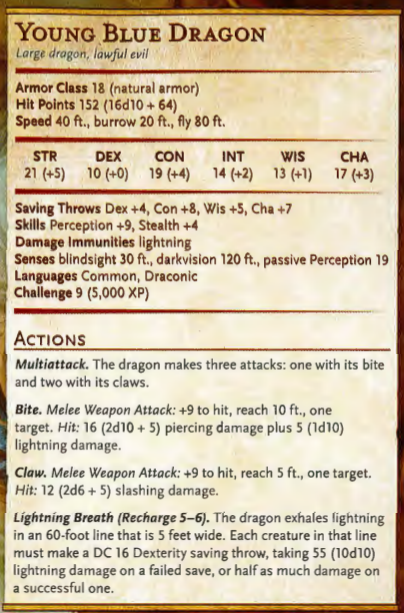 Young Blue Dragon
Large dragon, lawful evil
Armor Class 18 (natural armor)
Hit Points 152 (16d10 + 64)
Speed 40 ft., burrow 20 ft., fly 80 ft.
STR DEX CON INT WIS CHA
21 (+5) 10 (+0) 19 (+4) 14 (+2) 13 (+1) 17 (+3)
Saving Throws Dex +4, Con +8, Wis +5, Cha +7
Skills Perception +9, Stealth +4
Damage Immunities lightning
Senses blindsight 30 ft., darkvision 120 ft., passive Perception 19
Languages Common, Draconic
Challenge 9 (5,000 XP)
Actions
Multiattack. The dragon makes three attacks: one with its bite
and two with its claws.
Bite. Melee Weapon Attack: +9 to hit, reach 10 ft., one
target. Hit: 16 (2d10 + 5) piercing damage plus 5 (1d10)
lightning damage.
Claw. Melee Weapon Attack: +9 to hit, reach 5 ft., one target.
Hit: 12 (2d6 + 5) slashing damage.
Lightning Breath (Recharge 5–6). The dragon exhales lightning
in an 60-foot line that is 5 feet wide. Each creature in that line
must make a DC 16 Dexterity saving throw, taking 55 (10d10)
lightning damage on a failed save, or half as much damage on
a successful one.